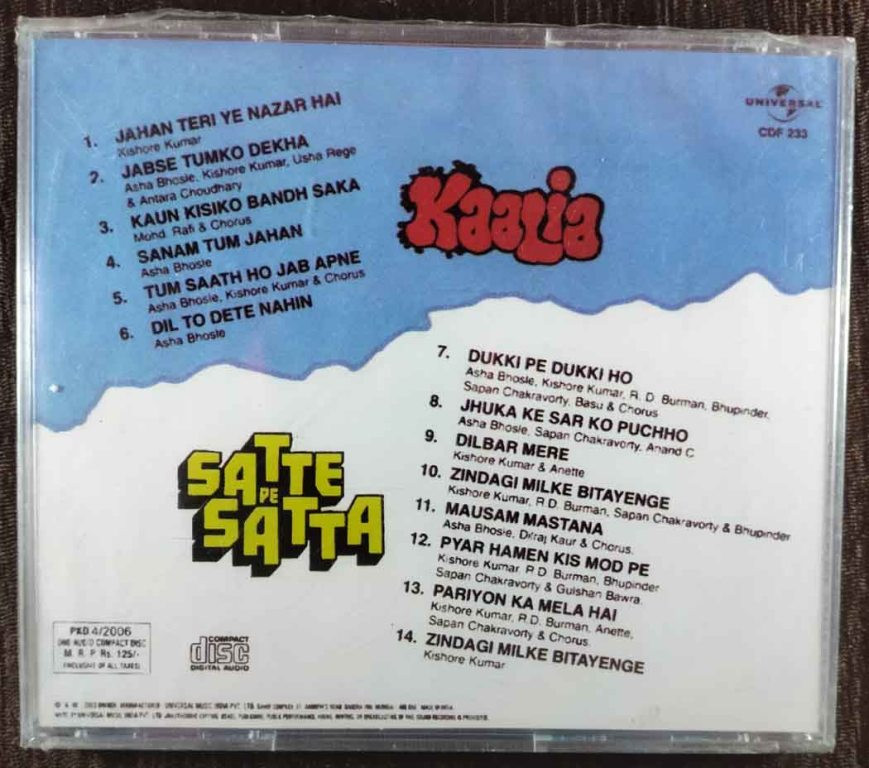 1. JAHAN TERI YE NAZAR HAI
Kishore Kumar
2. JABSE TUMKO DEKHA
Asha Bhosle, Kishore Kumar, Usha Rege
& Antara Choudhary
3. KAUN KISIKO BANDH SAKA
Mohd. Rafi & Chorus
4. SANAM TUM JAHAN
Asha Bhosle
5. TUM SAATH HO JAB APNE
Asha Bhosle, Kishore Kumar & Chorus
6. DIL TO DETE NAHIN
Asha Bhosle
UNIVERSAL
CDF 233
Kaalia
7. DUKKI PE DUKKI HO
Asha Bhosle, Kishore Kumar, R. D. Burman, Bhupinder,
Sapan Chakravorty, Basu & Chorus
8. JHUKA KE SAR KO PUCHHO
Asha Bhosle, Sapan Chakravorty, Anand C
9. DILBAR MERE
Kishore Kumar & Anette
10. ZINDAGI MILKE BITAYENGE
Kishore Kumar, R.D. Burman, Sapan Chakravorty & Bhupinder
11. MAUSAM MASTANA
Asha Bhosle, Dilraj Kaur & Chorus.
12. PYAR HAMEN KIS MOD PE
Kishore Kumar R.D. Burman, Bhupinder
Sapan Chakravorty & Gulshan Bawra.
13. PARIYON KA MELA HAI
Kishore Kumar, R.D. Burman, Anette,
Sapan Chakravorty & Chorus.
14. ZINDAGI MILKE BITAYENGE
Kishore Kumar
SATTE
PE
SATTA
PKD 4/2006
ONE AUDIO COMPACT DISC
M. R. P Rs. 125/-
(INCLUSIVE OF ALL TAXES)
COMPACT
disc
DIGITAL AUDIO
UNIVERSAL MUSIC INDIA PVT. LTD.